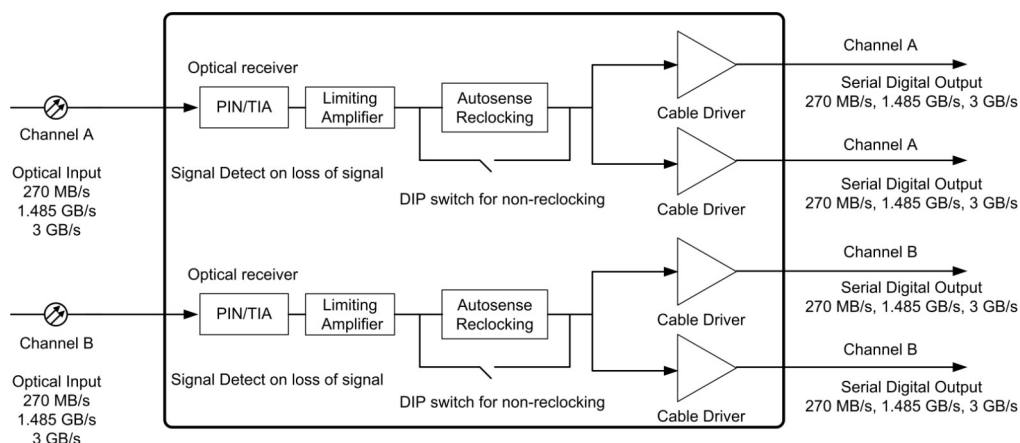 Channel A
Optical Input
270 MB/s
1.485 GB/s
3 GB/s
Optical receiver
PIN/TIA
Limiting
Amplifier
Autosense
Reclocking
Signal Detect on loss of signal
DIP switch for non-reclocking
Cable Driver
Cable Driver
Channel A
Serial Digital Output
270 MB/s, 1.485 GB/s, 3 GB/s
Channel A
Serial Digital Output
270 MB/s, 1.485 GB/s, 3 GB/s
Channel B
Optical Input
270 MB/s
1.485 GB/s
3 GB/s
Optical receiver
PIN/TIA
Limiting
Amplifier
Autosense
Reclocking
Signal Detect on loss of signal
DIP switch for non-reclocking
Cable Driver
Cable Driver
Channel B
Serial Digital Output
270 MB/s, 1.485 GB/s, 3 GB/s
Channel B
Serial Digital Output
270 MB/s, 1.485 GB/s, 3 GB/s